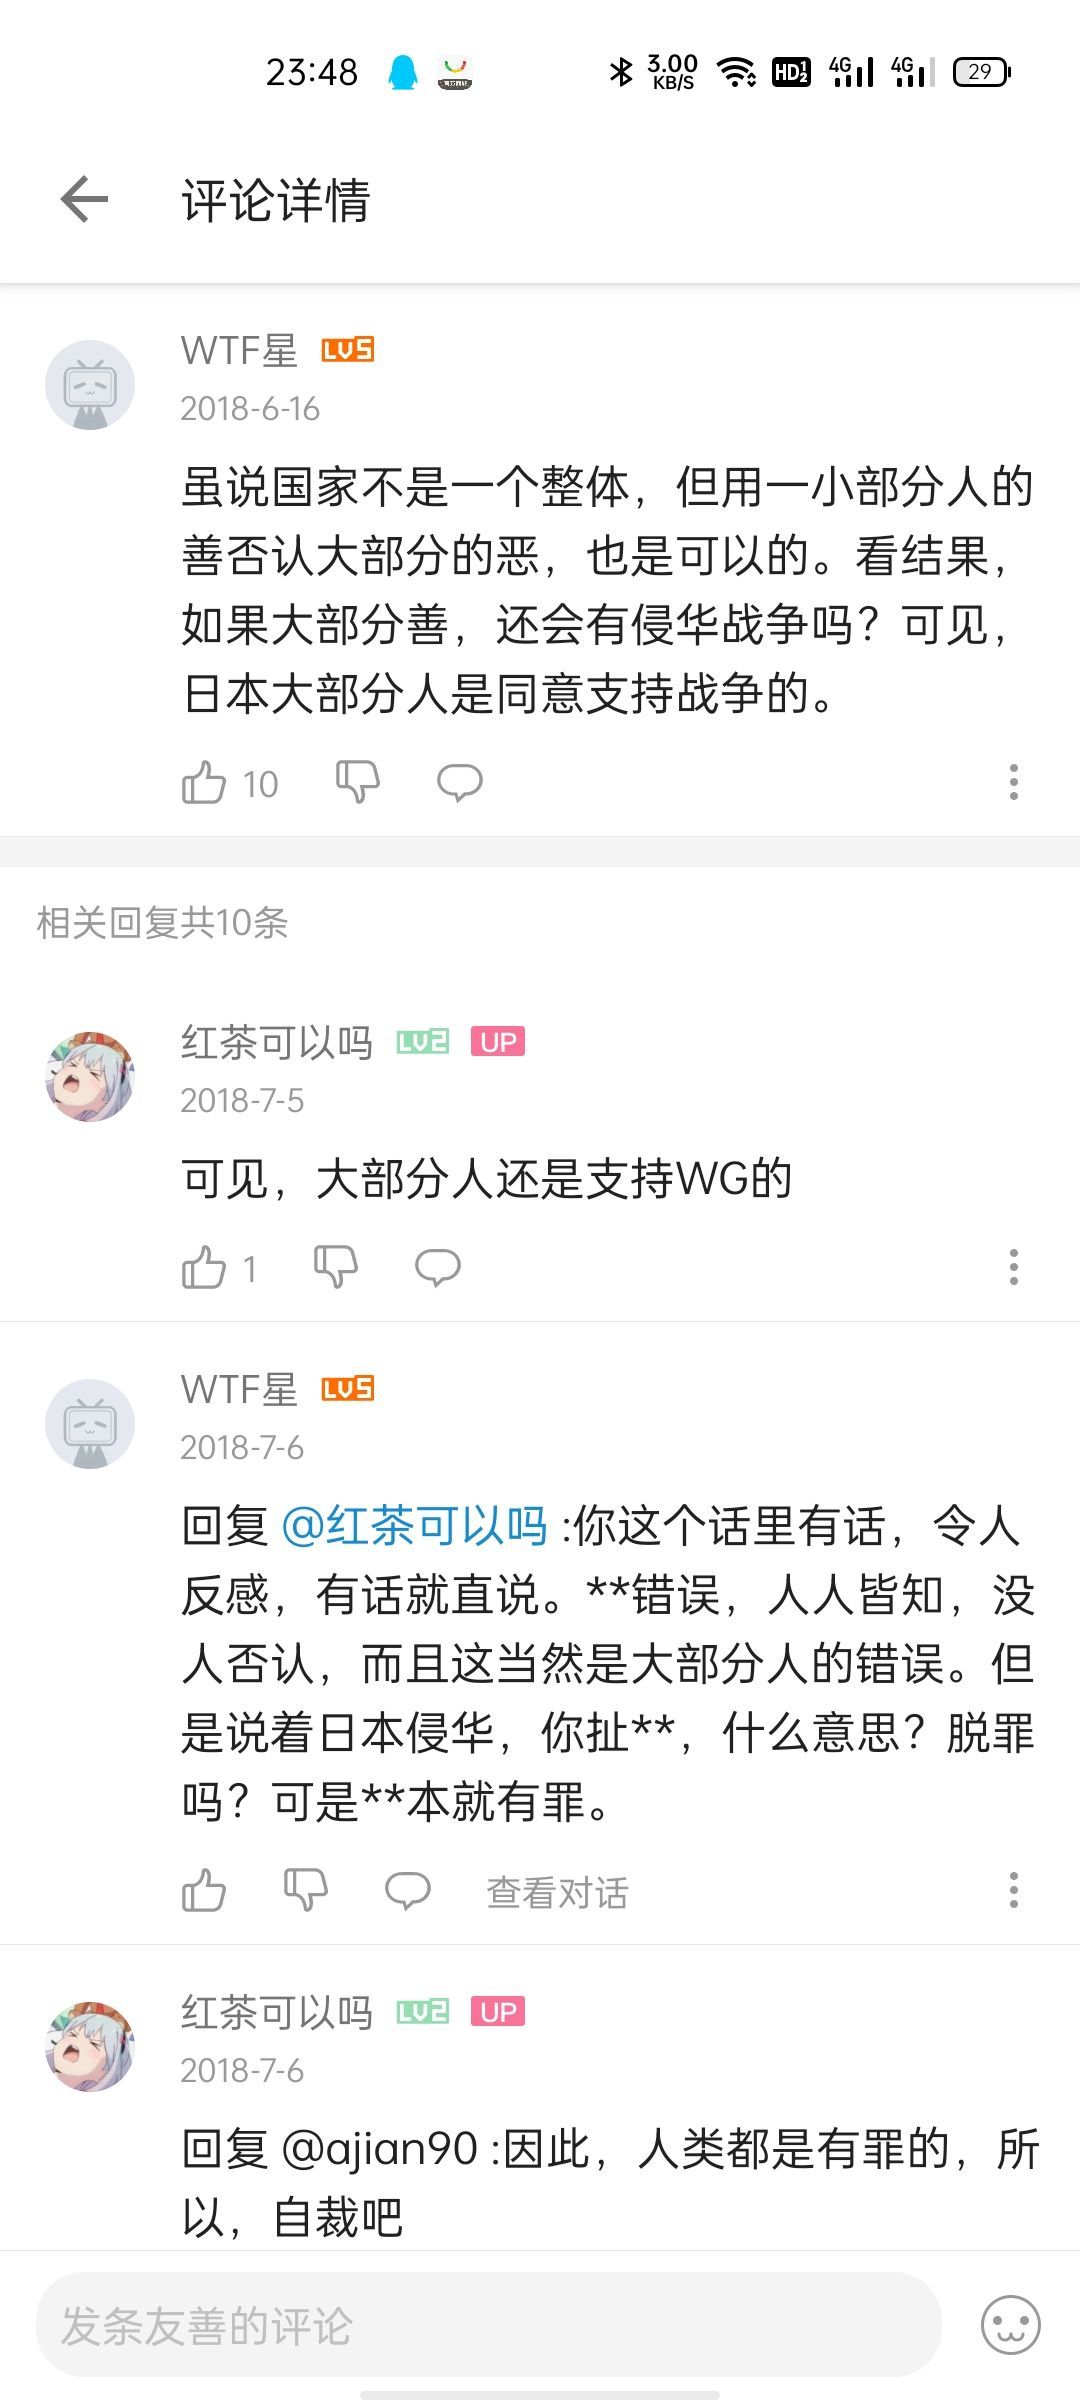 23:48
3.00 KB/S
HD 1 2
4G
4G
29
评论详情
WTF星 LV5
2018-6-16
虽说国家不是一个整体，但用一小部分人的
善否认大部分的恶，也是可以的。看结果，
如果大部分善，还会有侵华战争吗？可见，
日本大部分人是同意支持战争的。
10
相关回复共10条
红茶可以吗 LV2 UP
2018-7-5
可见，大部分人还是支持WG的
1
WTF星 LV5
2018-7-6
回复 @红茶可以吗 :你这个话里有话，令人
反感，有话就直说。**错误，人人皆知，没
人否认，而且这当然是大部分人的错误。但
是说着日本侵华，你扯**，什么意思？脱罪
吗？可是**本就有罪。
查看对话
红茶可以吗 LV2 UP
2018-7-6
回复 @ajian90 :因此，人类都是有罪的，所
以，自裁吧
发条友善的评论